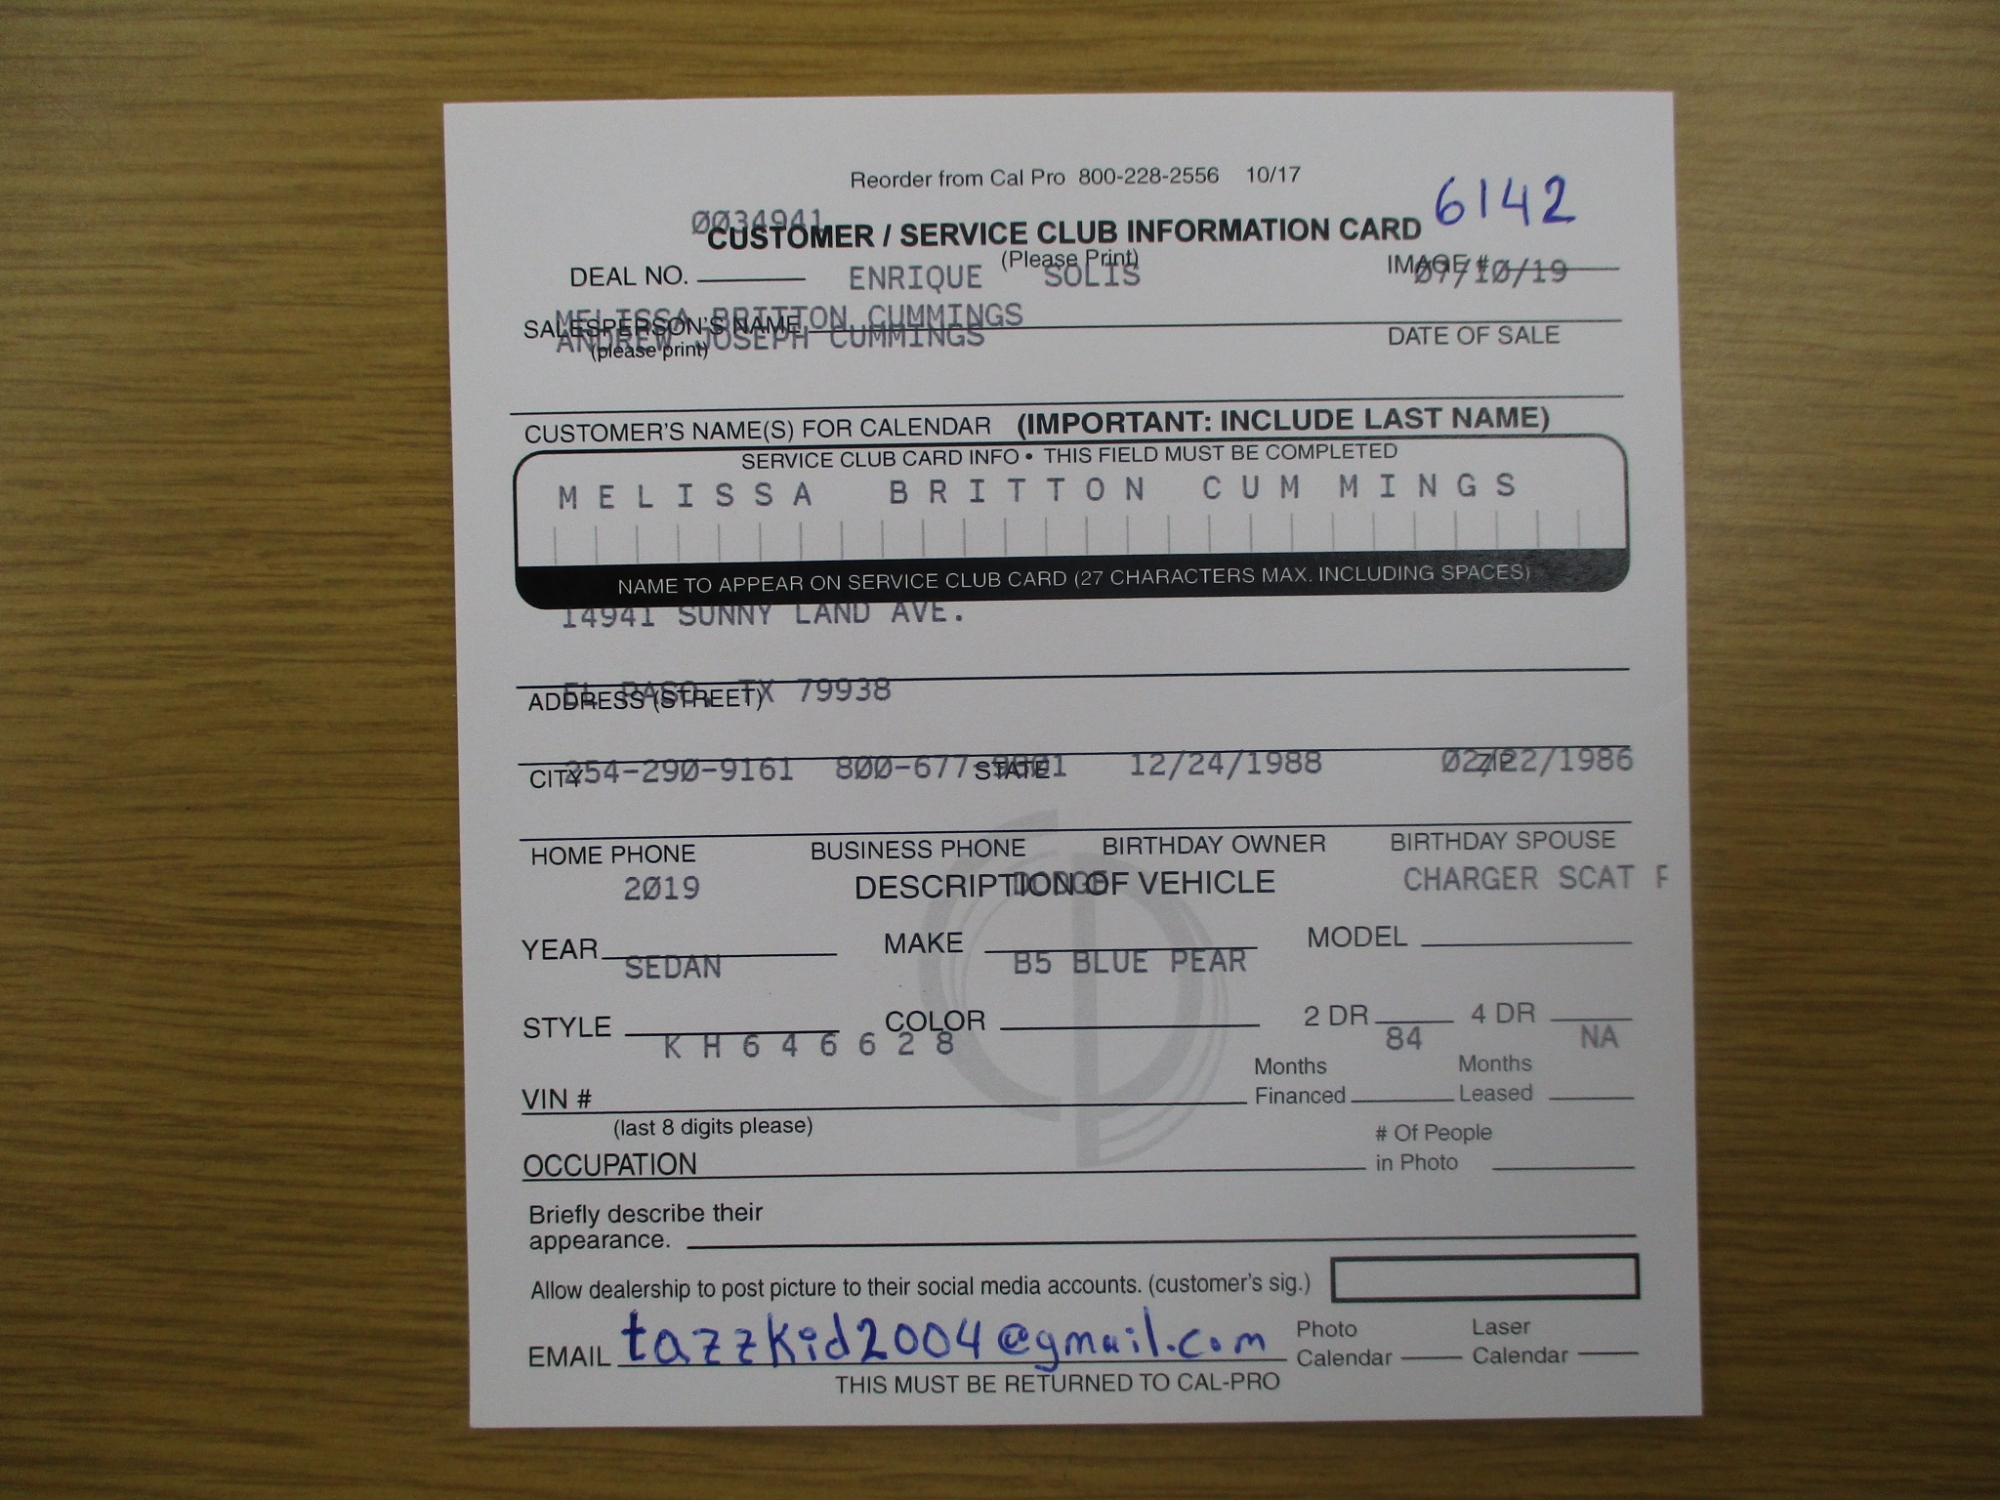 Reorder from Cal Pro 800-228-2556 10/17
6142
0034941
CUSTOMER / SERVICE CLUB INFORMATION CARD
(Please Print)
DEAL NO. ENRIQUE SOLIS IMAGE # 07/10/19
MELISSA BRITTON CUMMINGS
SALESPERSON'S NAME DATE OF SALE
ANDREW JOSEPH CUMMINGS
(please print)
CUSTOMER'S NAME(S) FOR CALENDAR (IMPORTANT: INCLUDE LAST NAME)
SERVICE CLUB CARD INFO • THIS FIELD MUST BE COMPLETED
MELISSA BRITTON CUMMINGS
NAME TO APPEAR ON SERVICE CLUB CARD (27 CHARACTERS MAX. INCLUDING SPACES)
14941 SUNNY LAND AVE.
EL PASO, TX 79938
ADDRESS (STREET)
254-290-9161 12/24/1988 02/22/1986
CITY STATE ZIP
HOME PHONE BUSINESS PHONE BIRTHDAY OWNER BIRTHDAY SPOUSE
2019 DODGE CHARGER SCAT
DESCRIPTION OF VEHICLE
YEAR MAKE MODEL
SEDAN B5 BLUE PEAR
STYLE COLOR 2 DR 4 DR
K H 6 4 6 6 2 8 84 NA
Months Financed Months Leased
VIN #
(last 8 digits please)
OCCUPATION # Of People in Photo
Briefly describe their
appearance.
Allow dealership to post picture to their social media accounts. (customer's sig.)
EMAIL tazzkid2004@gmail.com Photo Calendar Laser Calendar
THIS MUST BE RETURNED TO CAL-PRO